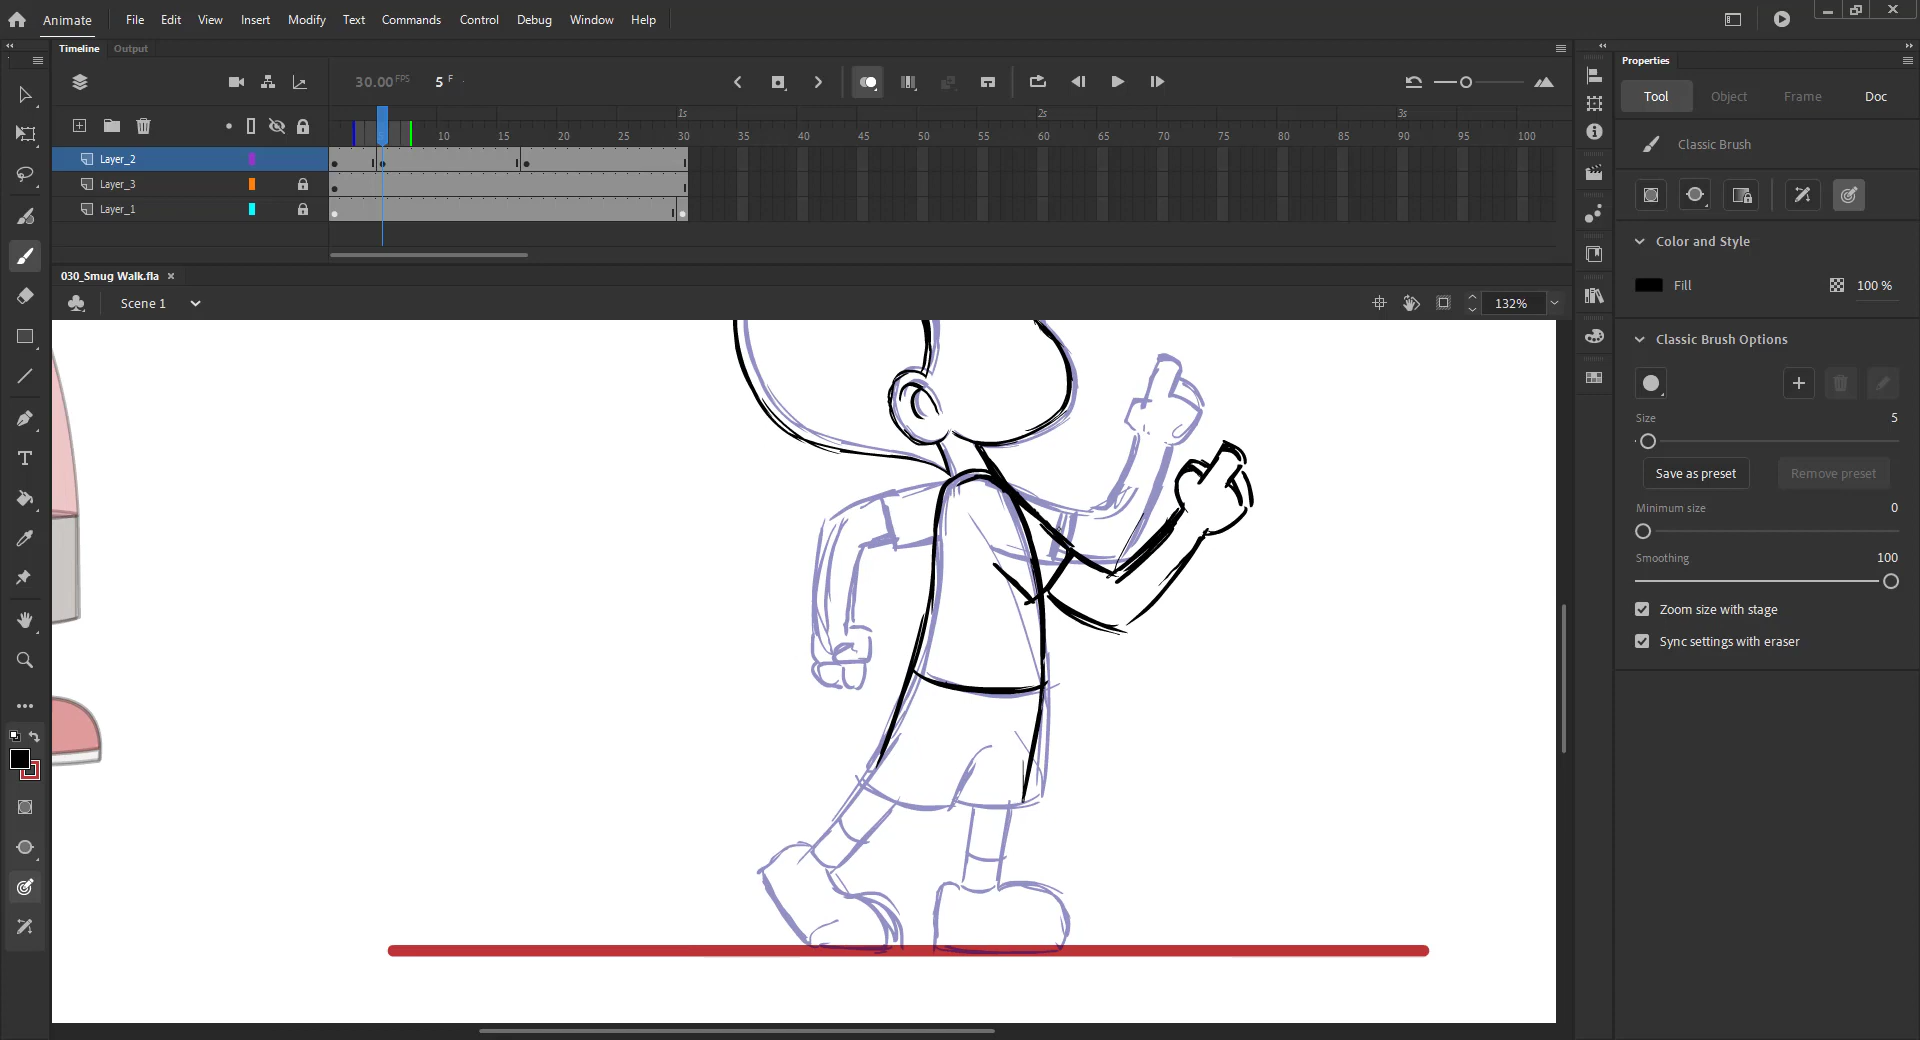 Animate File Edit View Insert Modify Text Commands Control Debug Window Help
Timeline Output
30.00 FPS 5 F
1s 2s 3s
5 10 15 20 25 30 35 40 45 50 55 60 65 70 75 80 85 90 95 100
Layer_2
Layer_3
Layer_1
030_Smug Walk.fla
Scene 1
132%
Properties
Tool Object Frame Doc
Classic Brush
Color and Style
Fill 100 %
Classic Brush Options
Size 5
Save as preset Remove preset
Minimum size 0
Smoothing 100
Zoom size with stage
Sync settings with eraser